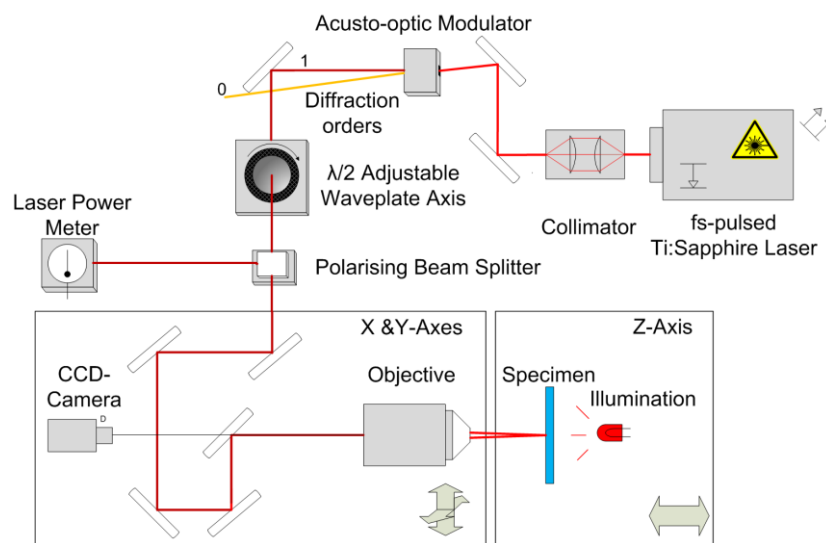 Acusto-optic Modulator
0
1
Diffraction
orders
λ/2 Adjustable
Waveplate Axis
Collimator
fs-pulsed
Ti:Sapphire Laser
Laser Power
Meter
Polarising Beam Splitter
X &Y-Axes
Z-Axis
CCD-
Camera
D
Objective
Specimen
Illumination